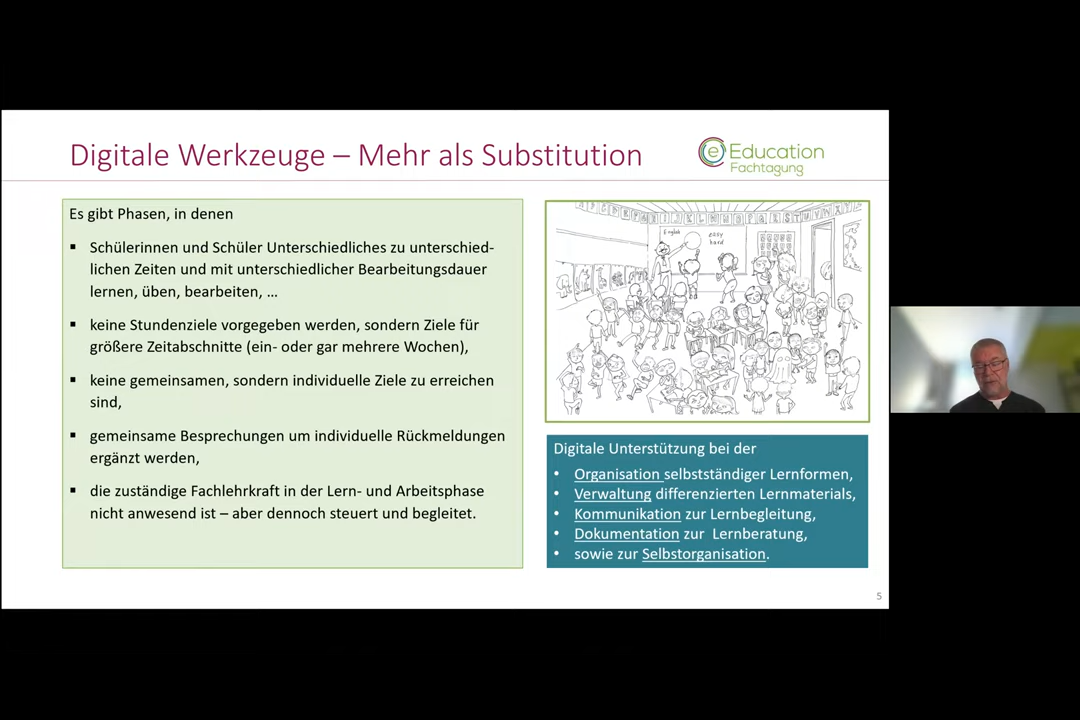 Digitale Werkzeuge – Mehr als Substitution
e Education
Fachtagung
Es gibt Phasen, in denen
▪ Schülerinnen und Schüler Unterschiedliches zu unterschied-
lichen Zeiten und mit unterschiedlicher Bearbeitungsdauer
lernen, üben, bearbeiten, …
▪ keine Stundenziele vorgegeben werden, sondern Ziele für
größere Zeitabschnitte (ein- oder gar mehrere Wochen),
▪ keine gemeinsamen, sondern individuelle Ziele zu erreichen
sind,
▪ gemeinsame Besprechungen um individuelle Rückmeldungen
ergänzt werden,
▪ die zuständige Fachlehrkraft in der Lern- und Arbeitsphase
nicht anwesend ist – aber dennoch steuert und begleitet.
English
easy
hard
Digitale Unterstützung bei der
• Organisation selbstständiger Lernformen,
• Verwaltung differenzierten Lernmaterials,
• Kommunikation zur Lernbegleitung,
• Dokumentation zur Lernberatung,
• sowie zur Selbstorganisation.
5